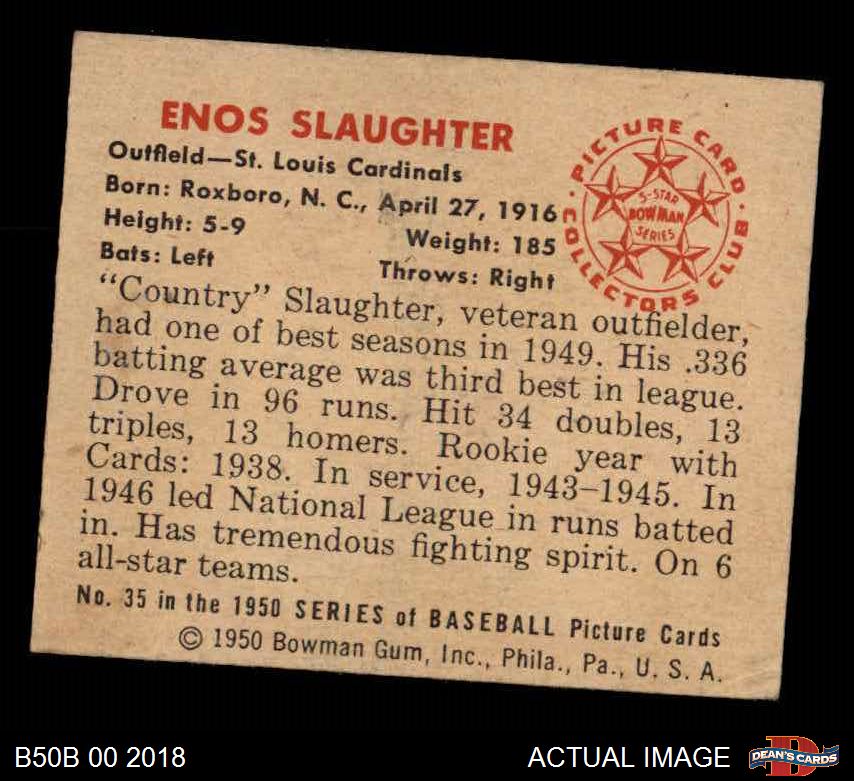 ENOS SLAUGHTER
Outfield—St. Louis Cardinals
Born: Roxboro, N. C., April 27, 1916
Height: 5-9 Weight: 185
Bats: Left Throws: Right
PICTURE CARD
COLLECTORS CLUB
5-STAR
BOWMAN
SERIES
"Country" Slaughter, veteran outfielder,
had one of best seasons in 1949. His .336
batting average was third best in league.
Drove in 96 runs. Hit 34 doubles, 13
triples, 13 homers. Rookie year with
Cards: 1938. In service, 1943–1945. In
1946 led National League in runs batted
in. Has tremendous fighting spirit. On 6
all-star teams.
No. 35 in the 1950 SERIES of BASEBALL Picture Cards
© 1950 Bowman Gum, Inc., Phila., Pa., U. S. A.
B50B 00 2018 ACTUAL IMAGE
D
DEAN'S CARDS